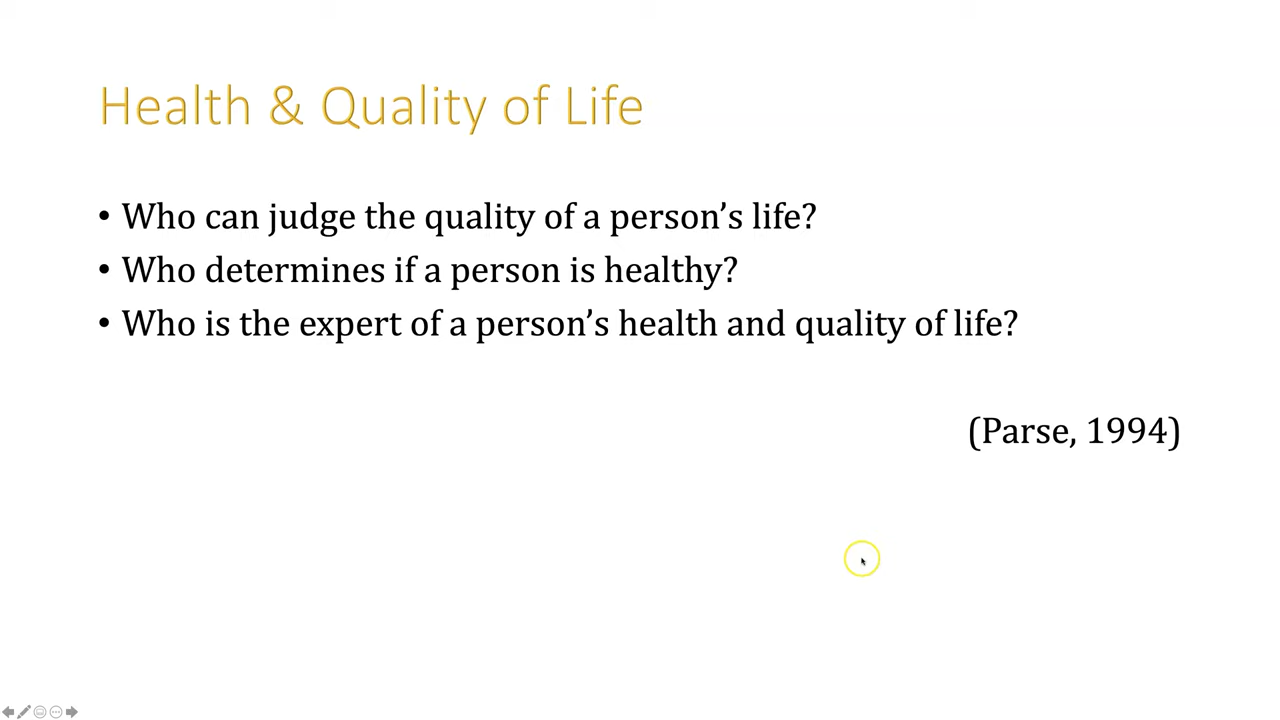 Health & Quality of Life
• Who can judge the quality of a person’s life?
• Who determines if a person is healthy?
• Who is the expert of a person’s health and quality of life?
(Parse, 1994)